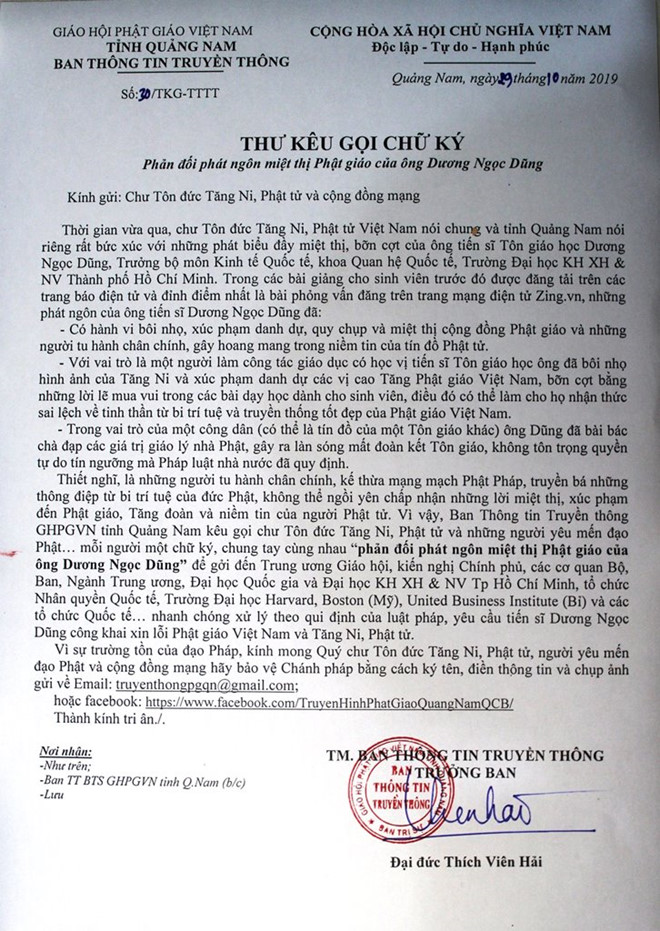 GIÁO HỘI PHẬT GIÁO VIỆT NAM
TỈNH QUẢNG NAM
BAN THÔNG TIN TRUYỀN THÔNG
Số:30/TKG-TTTT
CỘNG HÒA XÃ HỘI CHỦ NGHĨA VIỆT NAM
Độc lập - Tự do - Hạnh phúc
Quảng Nam, ngày 29 tháng 10 năm 2019
THƯ KÊU GỌI CHỮ KÝ
Phản đối phát ngôn miệt thị Phật giáo của ông Dương Ngọc Dũng
Kính gửi: Chư Tôn đức Tăng Ni, Phật tử và cộng đồng mạng
Thời gian vừa qua, chư Tôn đức Tăng Ni, Phật tử Việt Nam nói chung và tỉnh Quảng Nam nói
riêng rất bức xúc với những phát biểu đầy miệt thị, bỡn cợt của ông tiến sĩ Tôn giáo học Dương
Ngọc Dũng, Trưởng bộ môn Kinh tế Quốc tế, khoa Quan hệ Quốc tế, Trường Đại học KH XH &
NV Thành phố Hồ Chí Minh. Trong các bài giảng cho sinh viên trước đó được đăng tải trên các
trang báo điện tử và đỉnh điểm nhất là bài phỏng vấn đăng trên trang mạng điện tử Zing.vn, những
phát ngôn của ông tiến sĩ Dương Ngọc Dũng đã:
- Có hành vi bôi nhọ, xúc phạm danh dự, quy chụp và miệt thị cộng đồng Phật giáo và những
người tu hành chân chính, gây hoang mang trong niềm tin của tín đồ Phật tử.
- Với vai trò là một người làm công tác giáo dục có học vị tiến sĩ Tôn giáo học ông đã bôi nhọ
hình ảnh của Tăng Ni và xúc phạm danh dự các vị cao Tăng Phật giáo Việt Nam, bỡn cợt bằng
những lời lẽ mua vui trong các bài dạy học dành cho sinh viên, điều đó có thể làm cho họ nhận thức
sai lệch về tinh thần từ bi trí tuệ và truyền thống tốt đẹp của Phật giáo Việt Nam.
- Trong vai trò của một công dân (có thể là tín đồ của một Tôn giáo khác) ông Dũng đã bài bác
chà đạp các giá trị giáo lý nhà Phật, gây ra làn sóng mất đoàn kết Tôn giáo, không tôn trọng quyền
tự do tín ngưỡng mà Pháp luật nhà nước đã quy định.
Thiết nghĩ, là những người tu hành chân chính, kế thừa mạng mạch Phật Pháp, truyền bá những
thông điệp từ bi trí tuệ của đức Phật, không thể ngồi yên chấp nhận những lời miệt thị, xúc phạm
đến Phật giáo, Tăng đoàn và niềm tin của người Phật tử. Vì vậy, Ban Thông tin Truyền thông
GHPGVN tỉnh Quảng Nam kêu gọi chư Tôn đức Tăng Ni, Phật tử và những người yêu mến đạo
Phật… mỗi người một chữ ký, chung tay cùng nhau “phản đối phát ngôn miệt thị Phật giáo của
ông Dương Ngọc Dũng” để gởi đến Trung ương Giáo hội, kiến nghị Chính phủ, các cơ quan Bộ,
Ban, Ngành Trung ương, Đại học Quốc gia và Đại học KH XH & NV Tp Hồ Chí Minh, tổ chức
Nhân quyền Quốc tế, Trường Đại học Harvard, Boston (Mỹ), United Business Institute (Bỉ) và các
tổ chức Quốc tế… nhanh chóng xử lý theo qui định của luật pháp, yêu cầu tiến sĩ Dương Ngọc
Dũng công khai xin lỗi Phật giáo Việt Nam và Tăng Ni, Phật tử.
Vì sự trường tồn của đạo Pháp, kính mong Quý chư Tôn đức Tăng Ni, Phật tử, người yêu mến
đạo Phật và cộng đồng mạng hãy bảo vệ Chánh pháp bằng cách ký tên, điền thông tin và chụp ảnh
gửi về Email: truyenthongpgqn@gmail.com;
hoặc facebook: https://www.facebook.com/TruyenHinhPhatGiaoQuangNamQCB/
Thành kính tri ân./.
Nơi nhận:
-Như trên;
-Ban TT BTS GHPGVN tỉnh Q.Nam (b/c)
-Lưu
TM. BAN THÔNG TIN TRUYỀN THÔNG
TRƯỞNG BAN
BAN
THÔNG TIN
TRUYỀN THÔNG
BAN TRỊ SỰ
Đại đức Thích Viên Hải